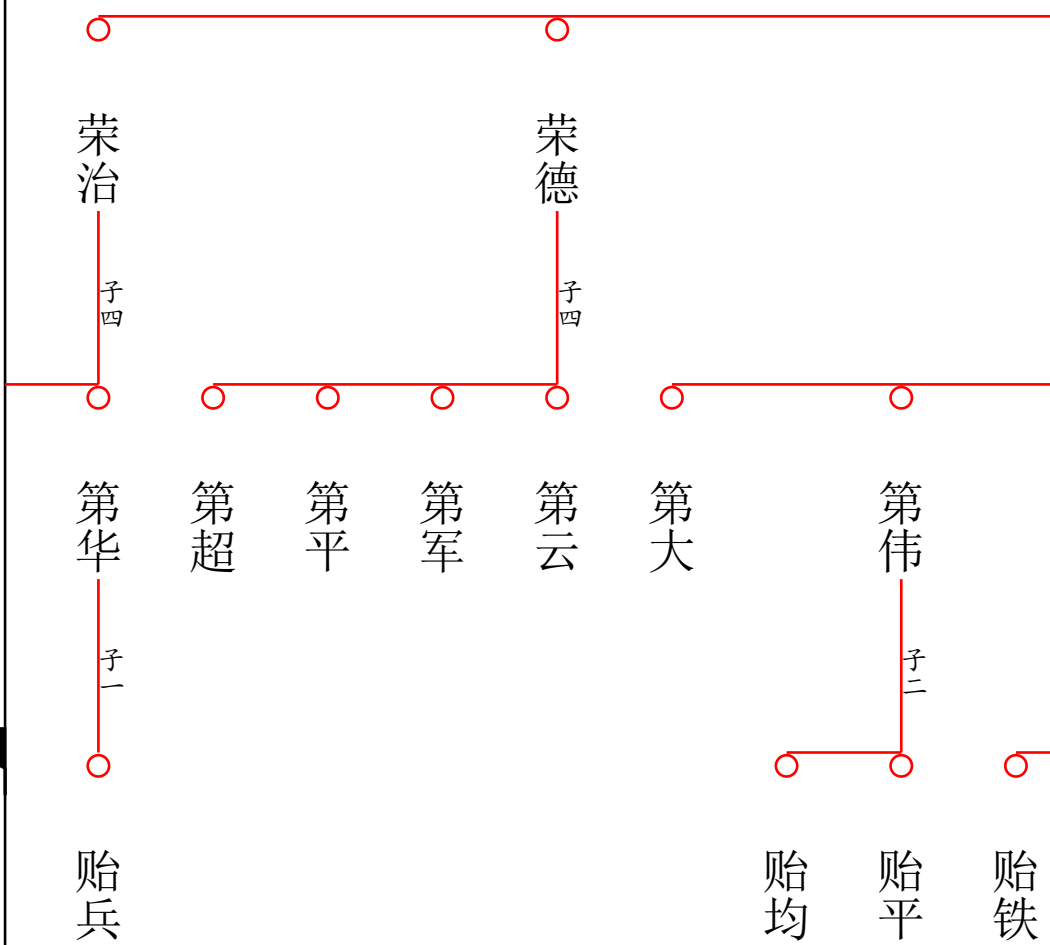 荣治
荣德
子四
子四
第华
第超
第平
第军
第云
第大
第伟
子一
子二
贻兵
贻均
贻平
贻铁